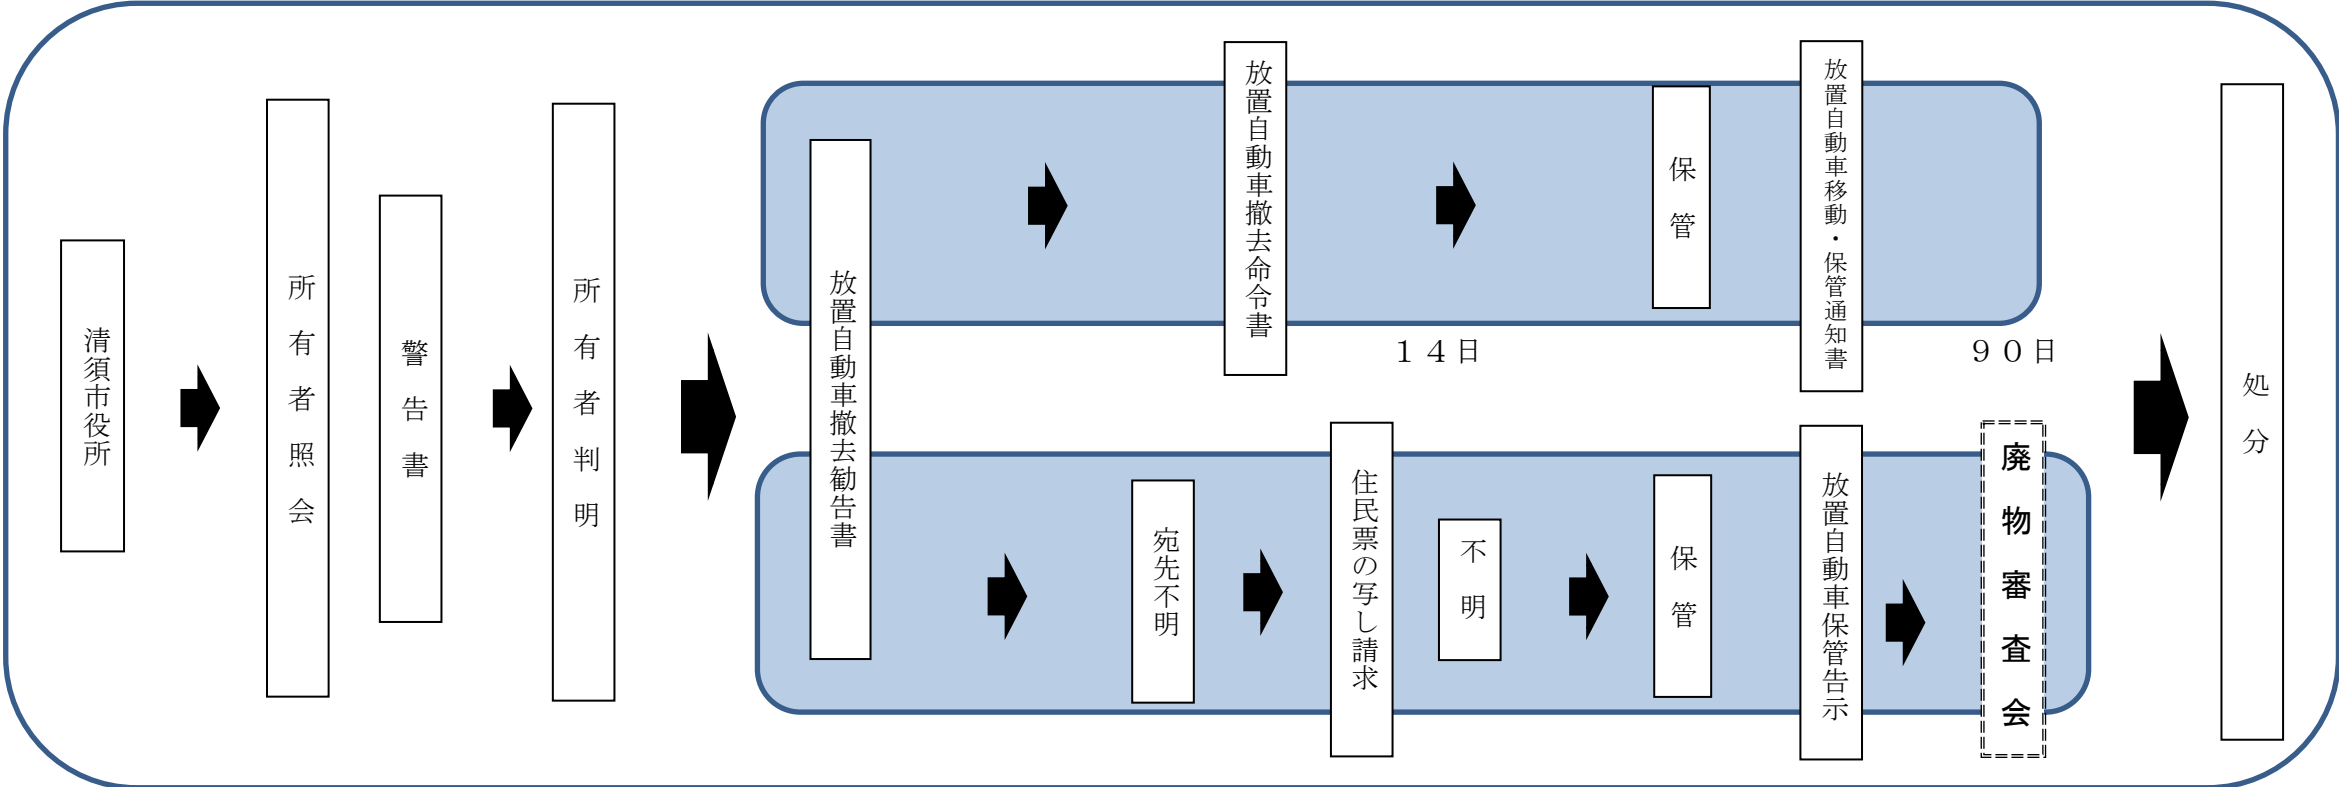 清須市役所
所有者照会
警告書
所有者判明
放置自動車撤去勧告書
放置自動車撤去命令書
１４日
保管
放置自動車移動・保管通知書
９０日
宛先不明
住民票の写し請求
不明
保管
放置自動車保管告示
廃物審査会
処分